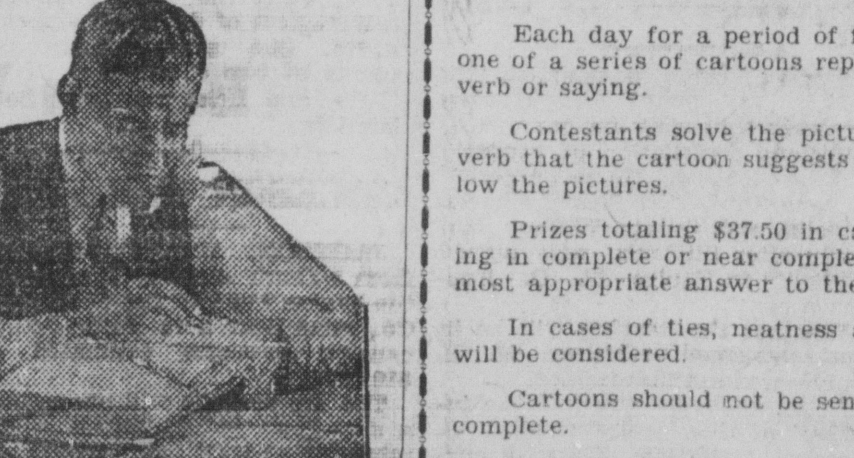 Each day for a period of
one of a series of cartoons rep
verb or saying.
Contestants solve the pictu
verb that the cartoon suggests
low the pictures.
Prizes totaling $37.50 in c
ing in complete or near comple
most appropriate answer to the
In cases of ties, neatness
will be considered.
Cartoons should not be sen
complete.